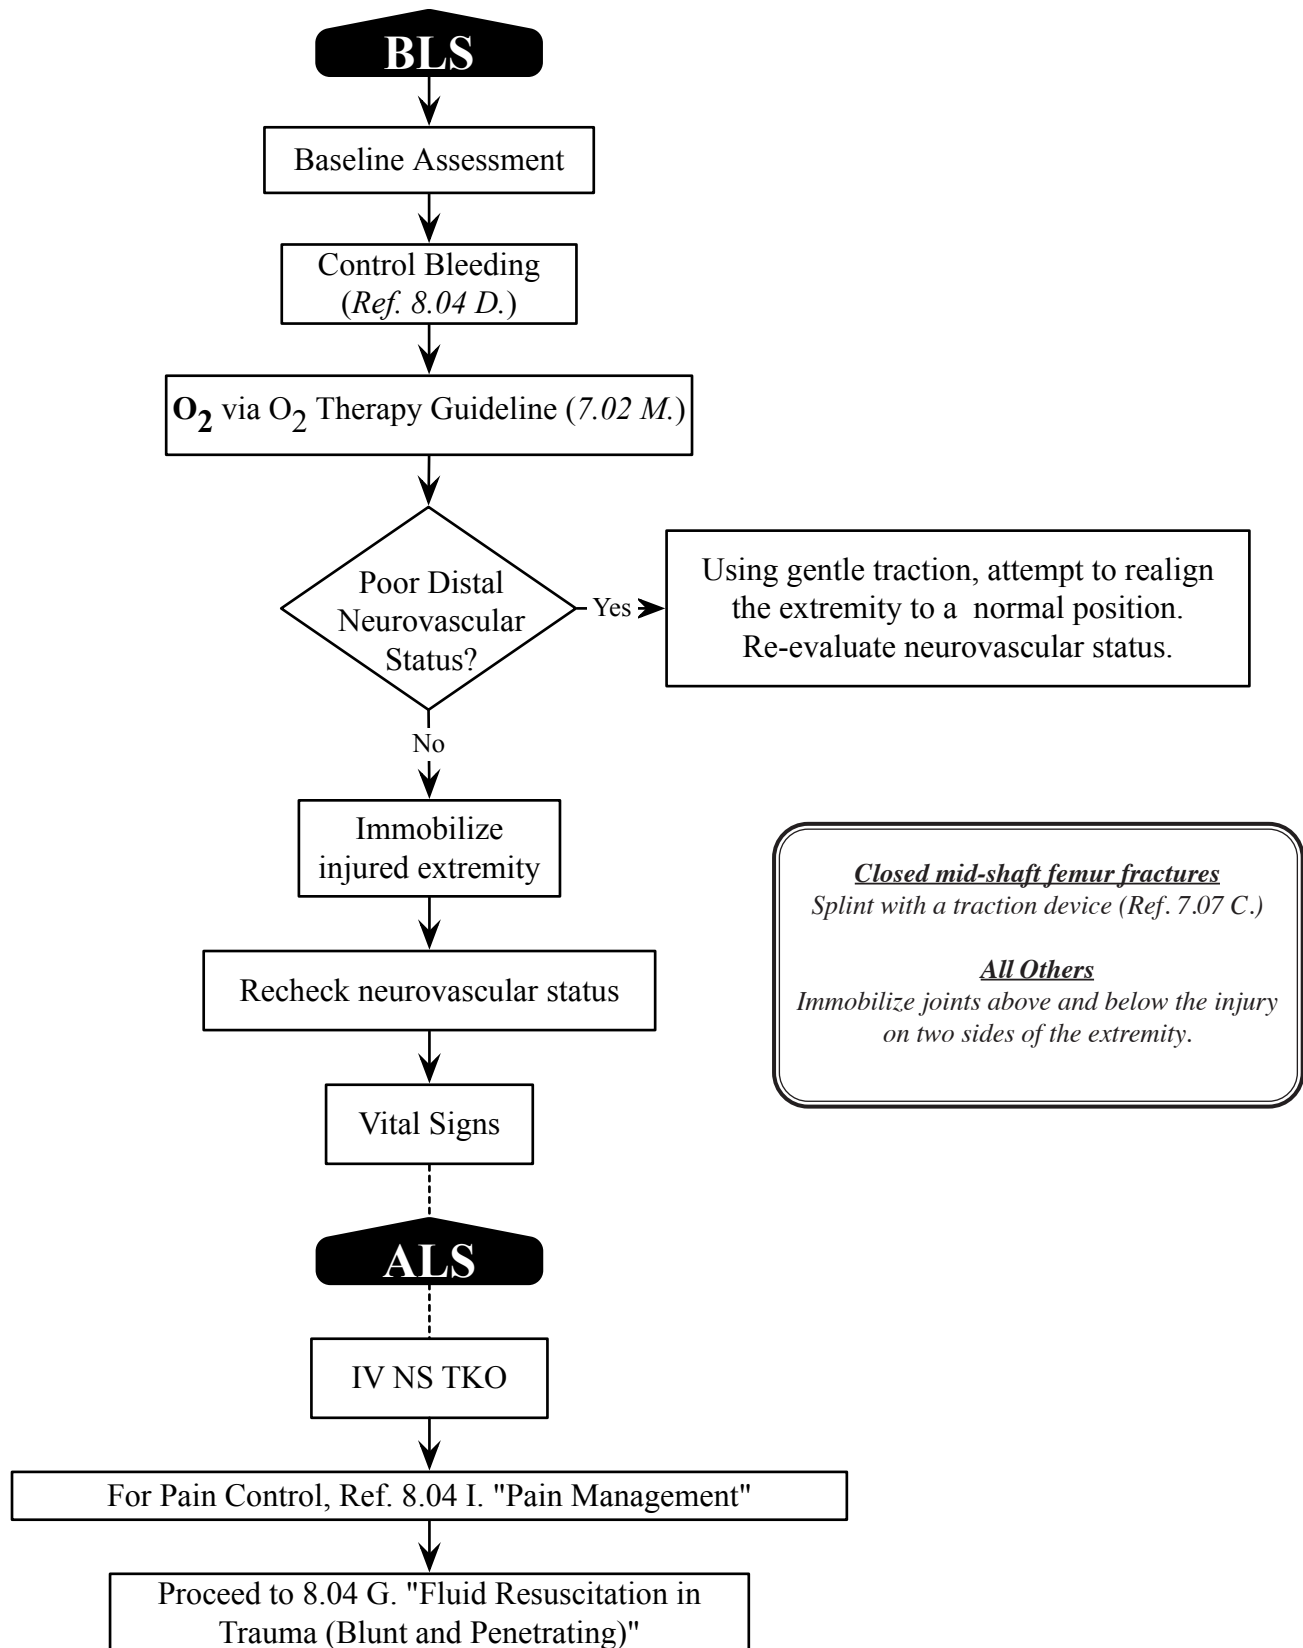 BLS
Baseline Assessment
Control Bleeding
(Ref. 8.04 D.)
O2 via O2 Therapy Guideline (7.02 M.)
Poor Distal
Neurovascular
Status?
Yes
Using gentle traction, attempt to realign
the extremity to a normal position.
Re-evaluate neurovascular status.
No
Immobilize
injured extremity
Closed mid-shaft femur fractures
Splint with a traction device (Ref. 7.07 C.)
All Others
Immobilize joints above and below the injury
on two sides of the extremity.
Recheck neurovascular status
Vital Signs
ALS
IV NS TKO
For Pain Control, Ref. 8.04 I. "Pain Management"
Proceed to 8.04 G. "Fluid Resuscitation in
Trauma (Blunt and Penetrating)"